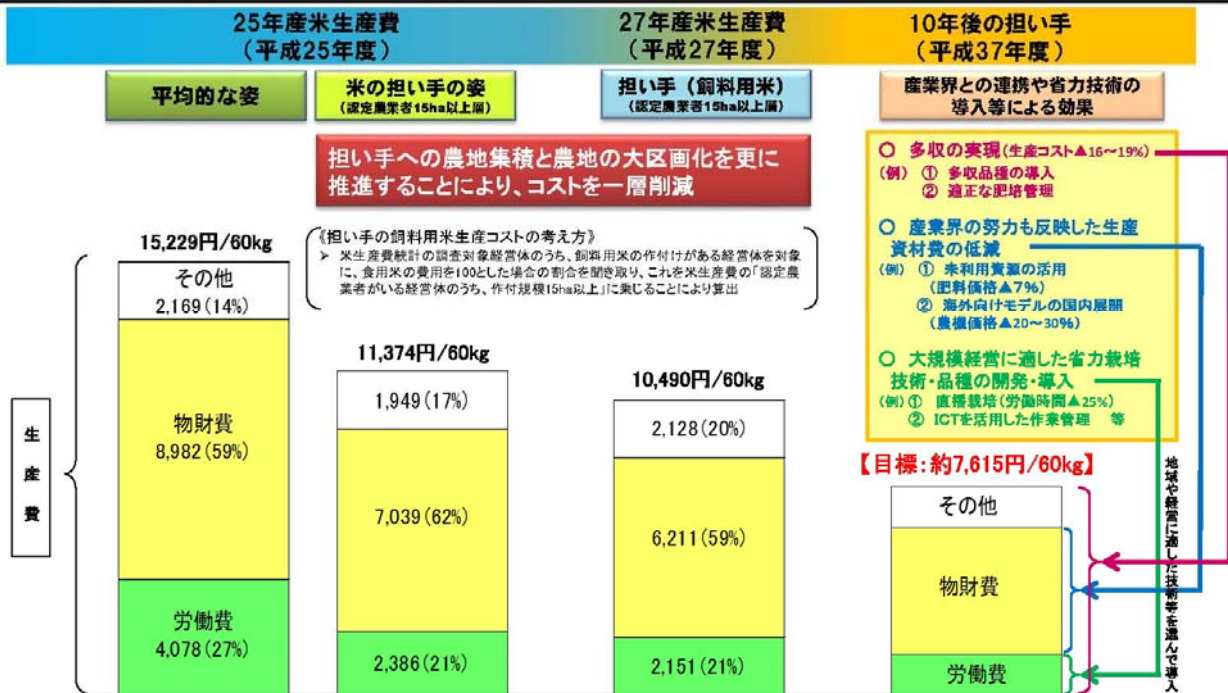 25年産米生産費
（平成25年度）
27年産米生産費
（平成27年度）
10年後の担い手
（平成37年度）
平均的な姿
米の担い手の姿
（認定農業者15ha以上層）
担い手（飼料用米）
（認定農業者15ha以上層）
産業界との連携や省力技術の
導入等による効果
担い手への農地集積と農地の大区画化を更に
推進することにより、コストを一層削減
○ 多収の実現（生産コスト▲16～19%）
（例） ① 多収品種の導入
② 適正な肥培管理
○ 産業界の努力も反映した生産
資材費の低減
（例） ① 未利用資源の活用
（肥料価格▲7%）
② 海外向けモデルの国内展開
（農機価格▲20～30%）
○ 大規模経営に適した省力栽培
技術・品種の開発・導入
（例） ① 直播栽培（労働時間▲25%）
② ICTを活用した作業管理　等
《担い手の飼料用米生産コストの考え方》
➢ 米生産費統計の調査対象経営体のうち、飼料用米の作付けがある経営体を対象
に、食用米の費用を100とした場合の割合を聞き取り、これを米生産費の「認定農
業者がいる経営体のうち、作付規模15ha以上」に乗じることにより算出
生産費
15,229円/60kg
その他
2,169（14%）
物財費
8,982（59%）
労働費
4,078（27%）
11,374円/60kg
1,949（17%）
7,039（62%）
2,386（21%）
10,490円/60kg
2,128（20%）
6,211（59%）
2,151（21%）
【目標：約7,615円/60kg】
その他
物財費
労働費
地域や経営に適した技術等を選んで導入